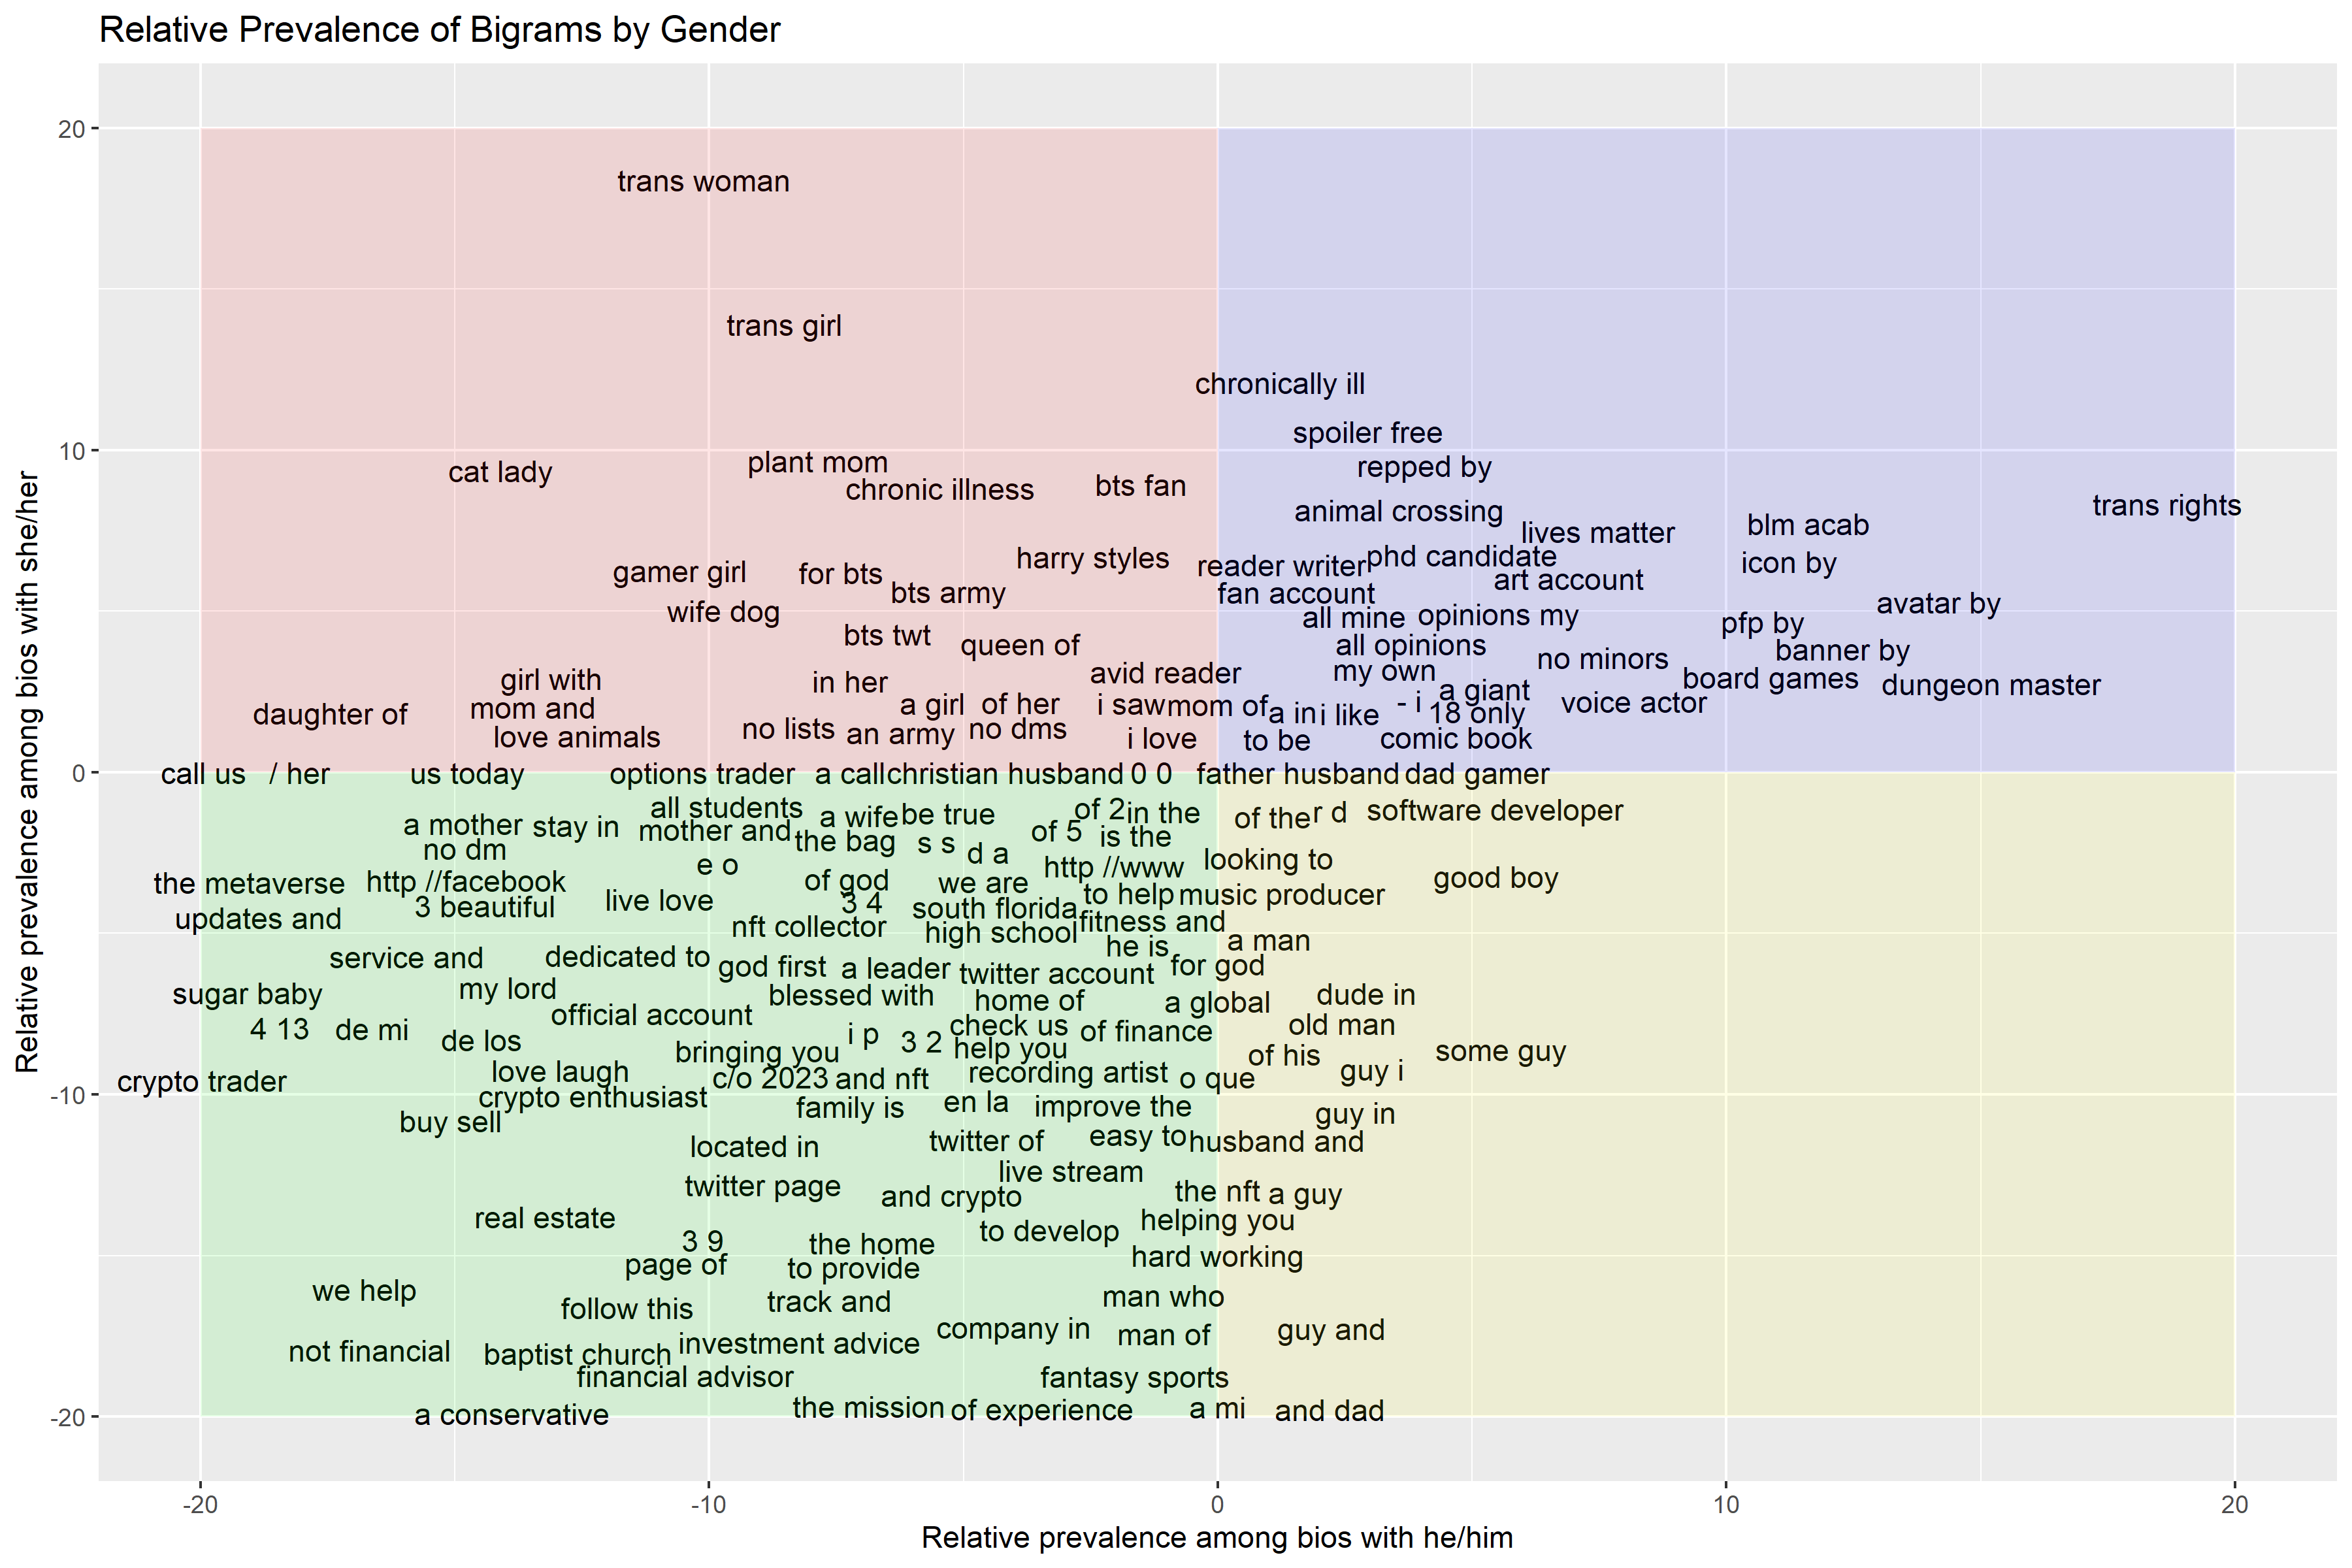 Relative Prevalence of Bigrams by Gender
Relative prevalence among bios with she/her
20
trans woman
trans girl
chronically ill
spoiler free
10
plant mom
repped by
cat lady
chronic illness
bts fan
trans rights
animal crossing
blm acab
lives matter
harry styles
phd candidate
icon by
reader writer
gamer girl
for bts
art account
bts army
fan account
avatar by
wife dog
all mine
opinions my
pfp by
bts twt
queen of
all opinions
banner by
no minors
avid reader
my own
girl with
in her
board games
dungeon master
a giant
a girl
of her
- i
voice actor
i saw
mom of
daughter of
mom and
a in
i like
18 only
no lists
an army
no dms
love animals
i love
to be
comic book
0
call us
/ her
us today
options trader
a call
christian husband
0 0
father husband
dad gamer
all students
of 2
in the
software developer
a wife
be true
of the
r d
a mother
stay in
mother and
of 5
is the
the bag
s s
no dm
d a
looking to
e o
http //www
the metaverse
http //facebook
of god
we are
good boy
to help
music producer
3 beautiful
live love
3 4
south florida
updates and
nft collector
high school
fitness and
he is
a man
service and
dedicated to
god first
a leader
twitter account
for god
sugar baby
my lord
blessed with
home of
a global
dude in
official account
check us
old man
4 13
de mi
de los
i p
3 2
help you
of finance
bringing you
of his
some guy
love laugh
c/o 2023
and nft
recording artist
o que
guy i
-10
crypto trader
crypto enthusiast
family is
en la
improve the
guy in
buy sell
located in
twitter of
easy to
husband and
live stream
twitter page
and crypto
the nft
a guy
real estate
to develop
helping you
3 9
the home
hard working
page of
to provide
we help
follow this
track and
man who
company in
man of
guy and
not financial
baptist church
investment advice
financial advisor
fantasy sports
-20
a conservative
the mission
of experience
a mi
and dad
-20
-10
0
10
20
Relative prevalence among bios with he/him